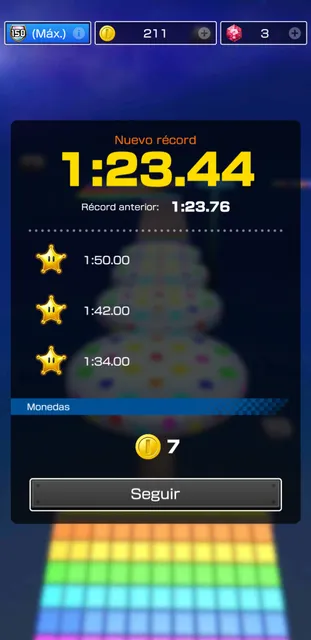 150 (Máx.) i 211 + 3 +
Nuevo récord
1:23.44
Récord anterior: 1:23.76
1:50.00
1:42.00
1:34.00
Monedas
7
Seguir